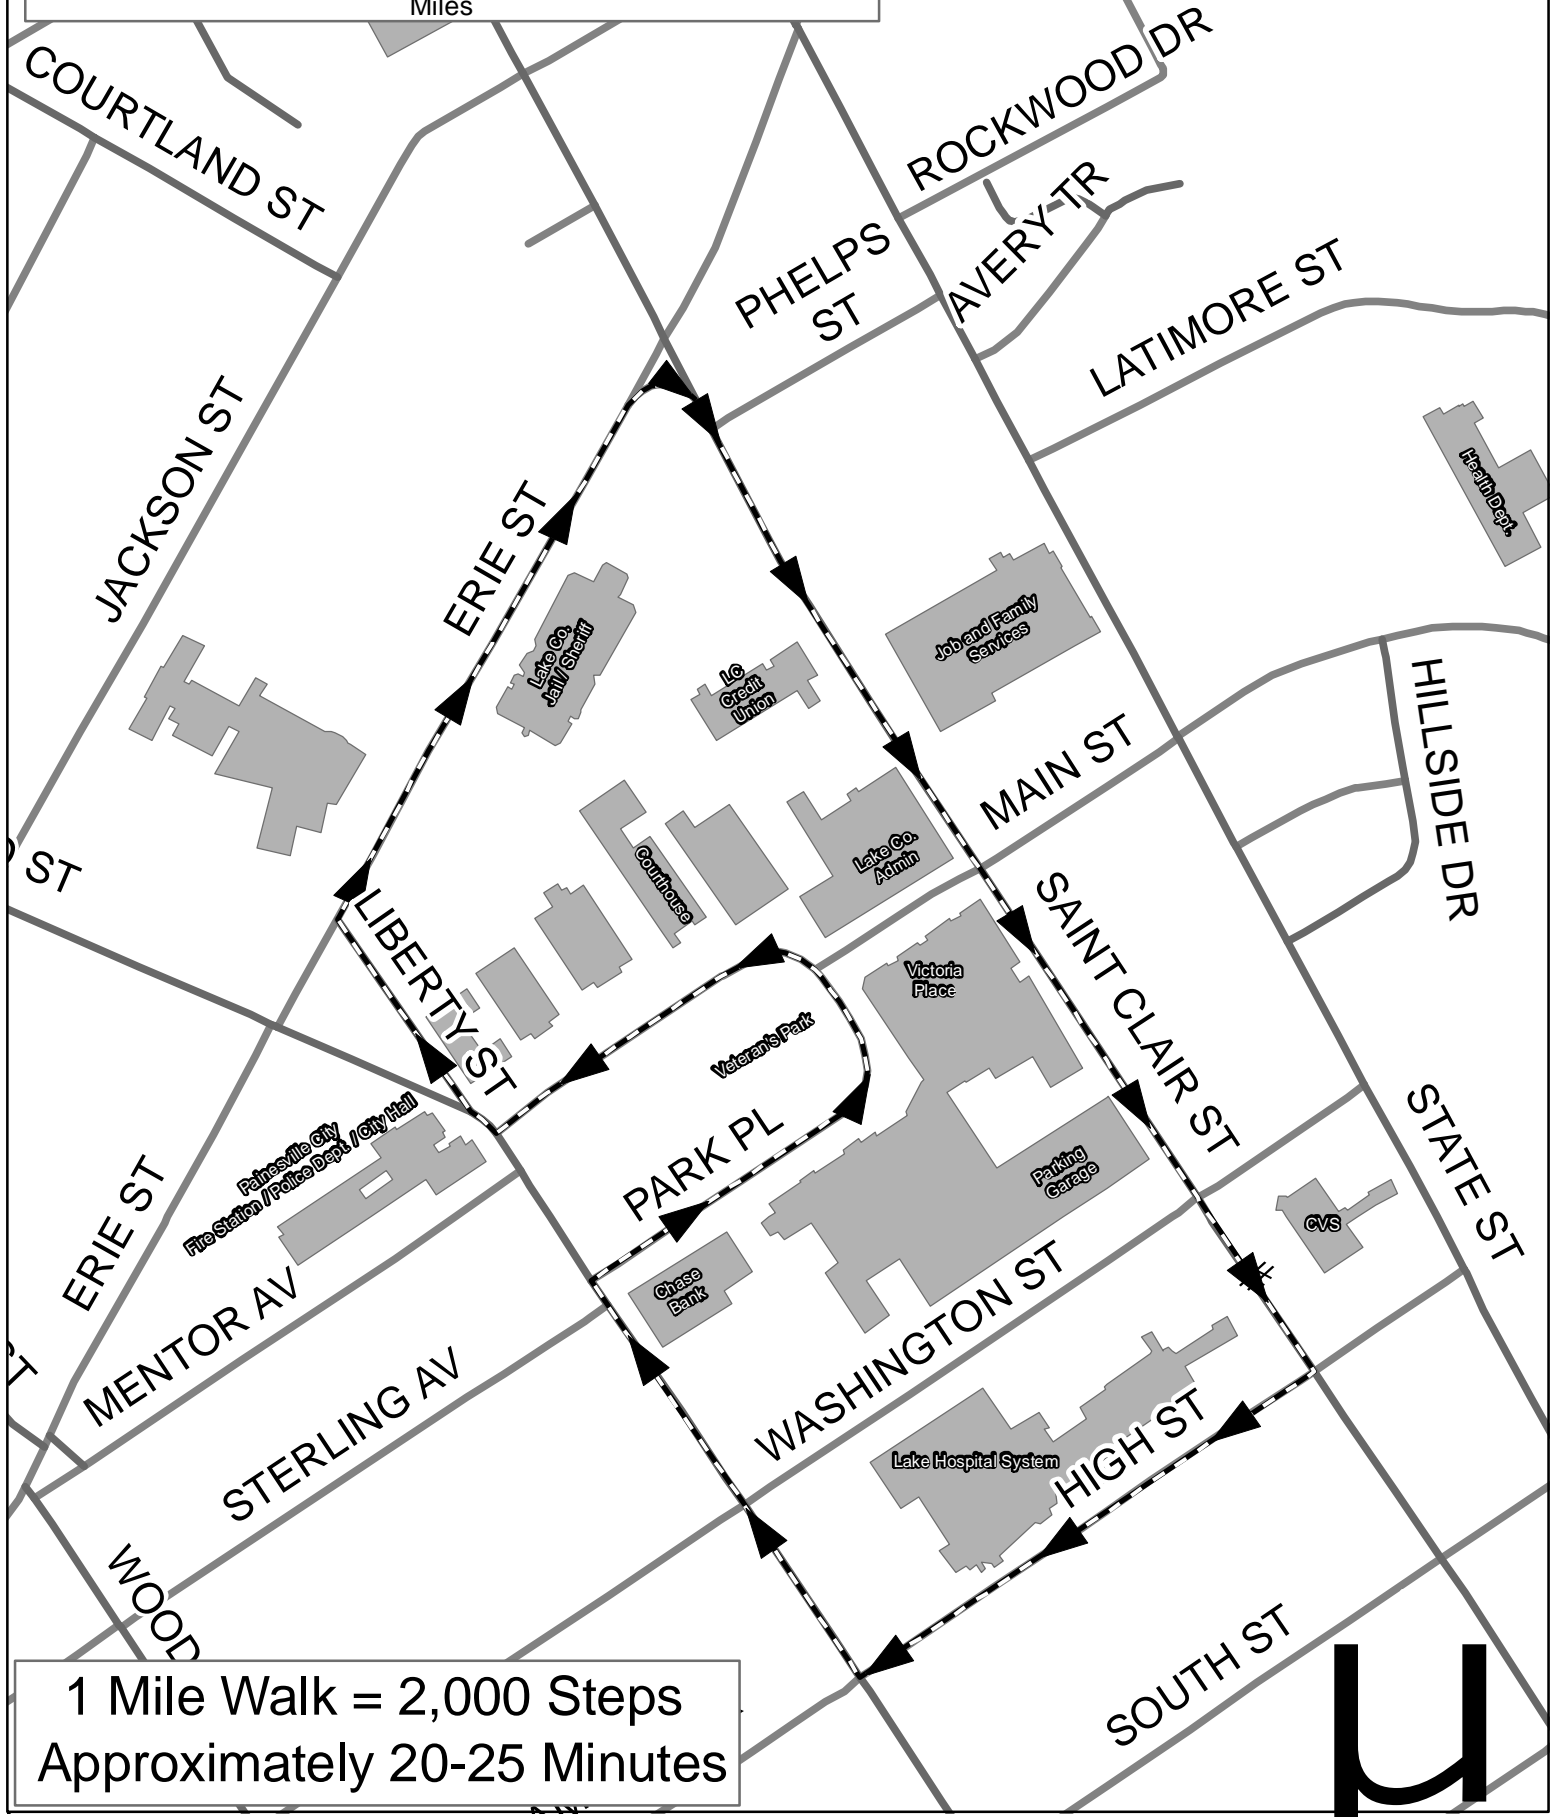 Miles
COURTLAND ST
ROCKWOOD DR
AVERY TR
PHELPS
ST
LATIMORE ST
JACKSON ST
ERIE ST
Health Dept.
Lake Co.
Jail / Sheriff
LC
Credit
Union
Job and Family
Services
MAIN ST
HILLSIDE DR
ST
LIBERTY ST
Courthouse
Lake Co.
Admin
SAINT CLAIR ST
Victoria
Place
Veteran's Park
PARK PL
Painesville City
Fire Station / Police Dept. / City Hall
Parking
Garage
STATE ST
CVS
ERIE ST
MENTOR AV
Chase
Bank
WASHINGTON ST
STERLING AV
HIGH ST
Lake Hospital System
WOOD
SOUTH ST
1 Mile Walk = 2,000 Steps
Approximately 20-25 Minutes
µ